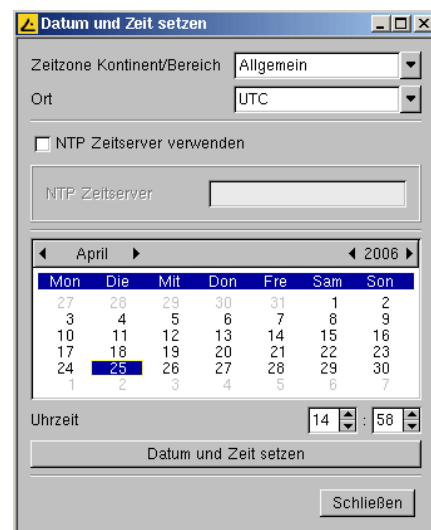 Datum und Zeit setzen
Zeitzone Kontinent/Bereich Allgemein
Ort UTC
NTP Zeitserver verwenden
NTP Zeitserver
April 2006
Mon Die Mit Don Fre Sam Son
27 28 29 30 31 1 2
3 4 5 6 7 8 9
10 11 12 13 14 15 16
17 18 19 20 21 22 23
24 25 26 27 28 29 30
1 2 3 4 5 6 7
Uhrzeit 14 : 58
Datum und Zeit setzen
Schließen